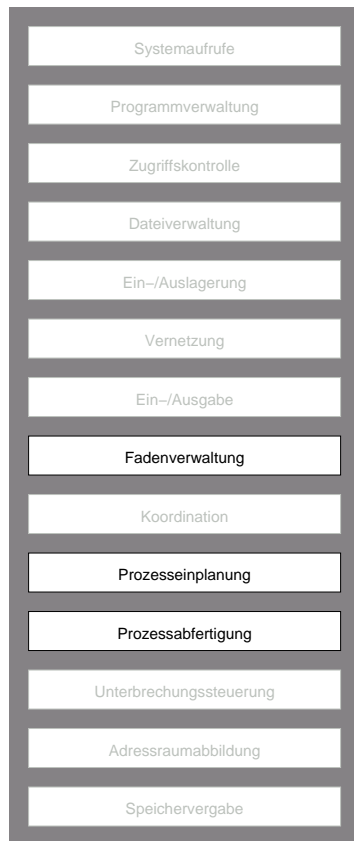 Systemaufrufe
Programmverwaltung
Zugriffskontrolle
Dateiverwaltung
Ein−/Auslagerung
Vernetzung
Ein−/Ausgabe
Fadenverwaltung
Koordination
Prozesseinplanung
Prozessabfertigung
Unterbrechungssteuerung
Adressraumabbildung
Speichervergabe